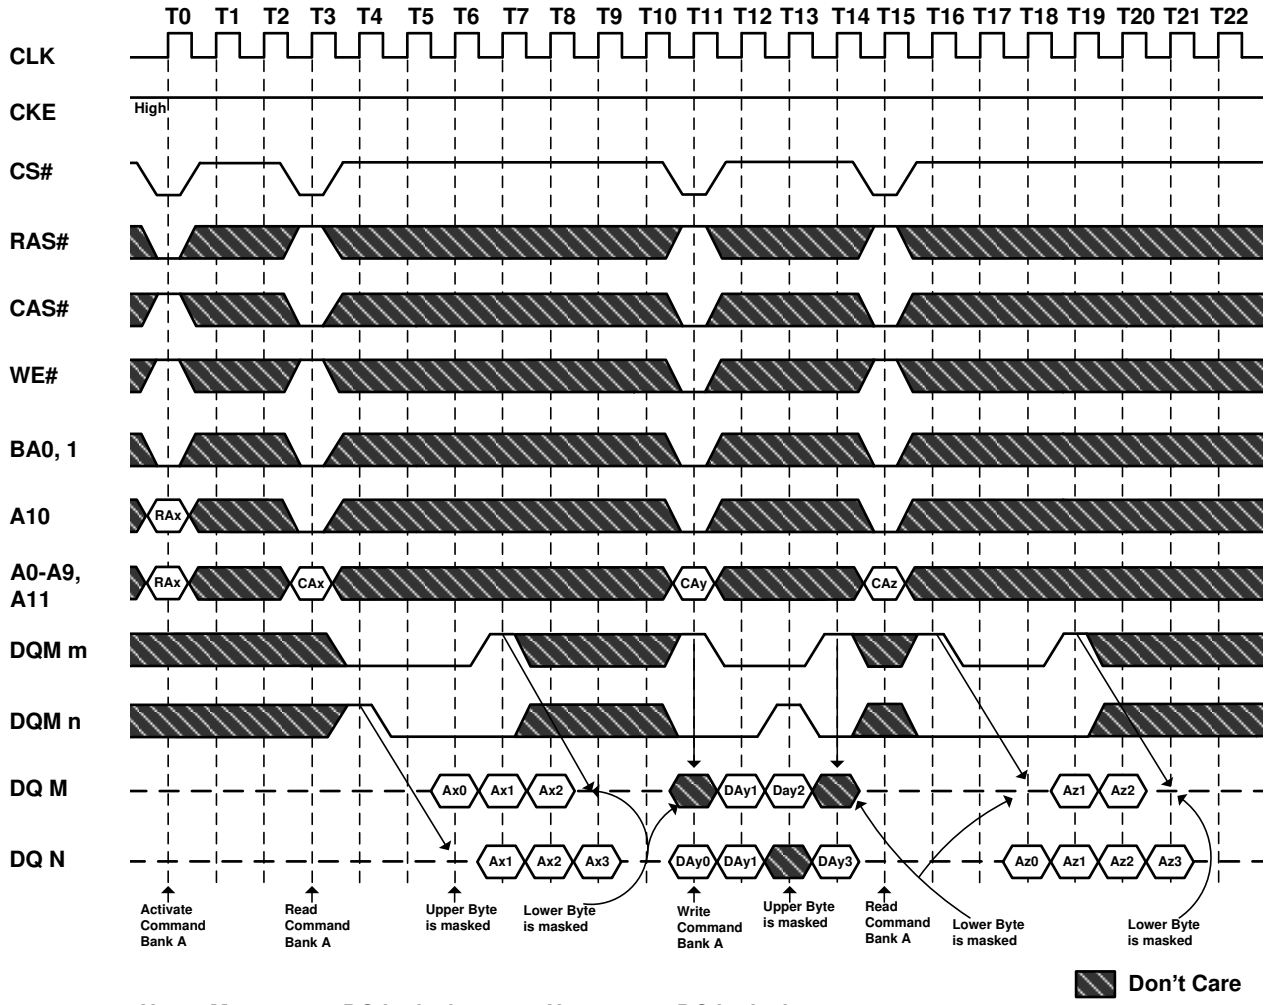 T0 T1 T2 T3 T4 T5 T6 T7 T8 T9 T10 T11 T12 T13 T14 T15 T16 T17 T18 T19 T20 T21 T22
CLK
CKE
High
CS#
RAS#
CAS#
WE#
BA0, 1
A10
RAx
A0-A9,
A11
RAx CAx CAy CAz
DQM m
DQM n
DQ M
Ax0 Ax1 Ax2 DAy1 Day2 Az1 Az2
DQ N
Ax1 Ax2 Ax3 DAy0 DAy1 DAy3 Az0 Az1 Az2 Az3
Activate
Command
Bank A
Read
Command
Bank A
Upper Byte
is masked
Lower Byte
is masked
Write
Command
Bank A
Upper Byte
is masked
Read
Command
Bank A
Lower Byte
is masked
Lower Byte
is masked
Don't Care